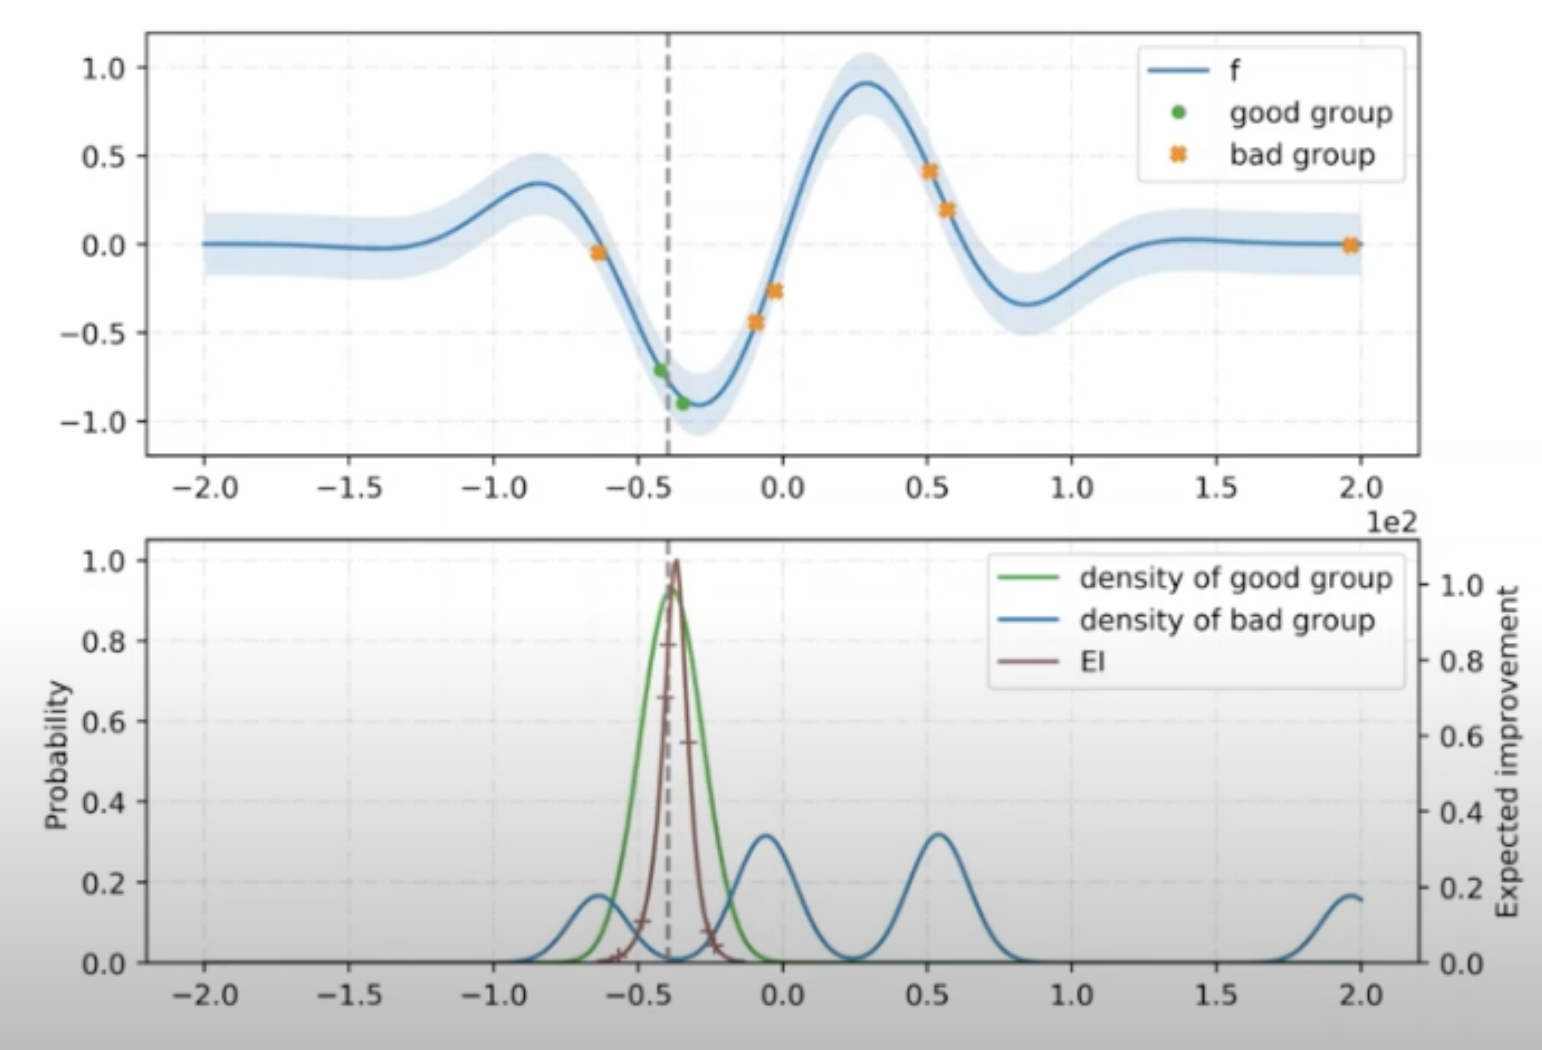 1.0
0.5
0.0
−0.5
−1.0
f
good group
bad group
−2.0 −1.5 −1.0 −0.5 0.0 0.5 1.0 1.5 2.0
1e2
Probability
1.0
0.8
0.6
0.4
0.2
0.0
density of good group
density of bad group
EI
1.0
0.8
0.6
0.4
0.2
0.0
Expected improvement
−2.0 −1.5 −1.0 −0.5 0.0 0.5 1.0 1.5 2.0